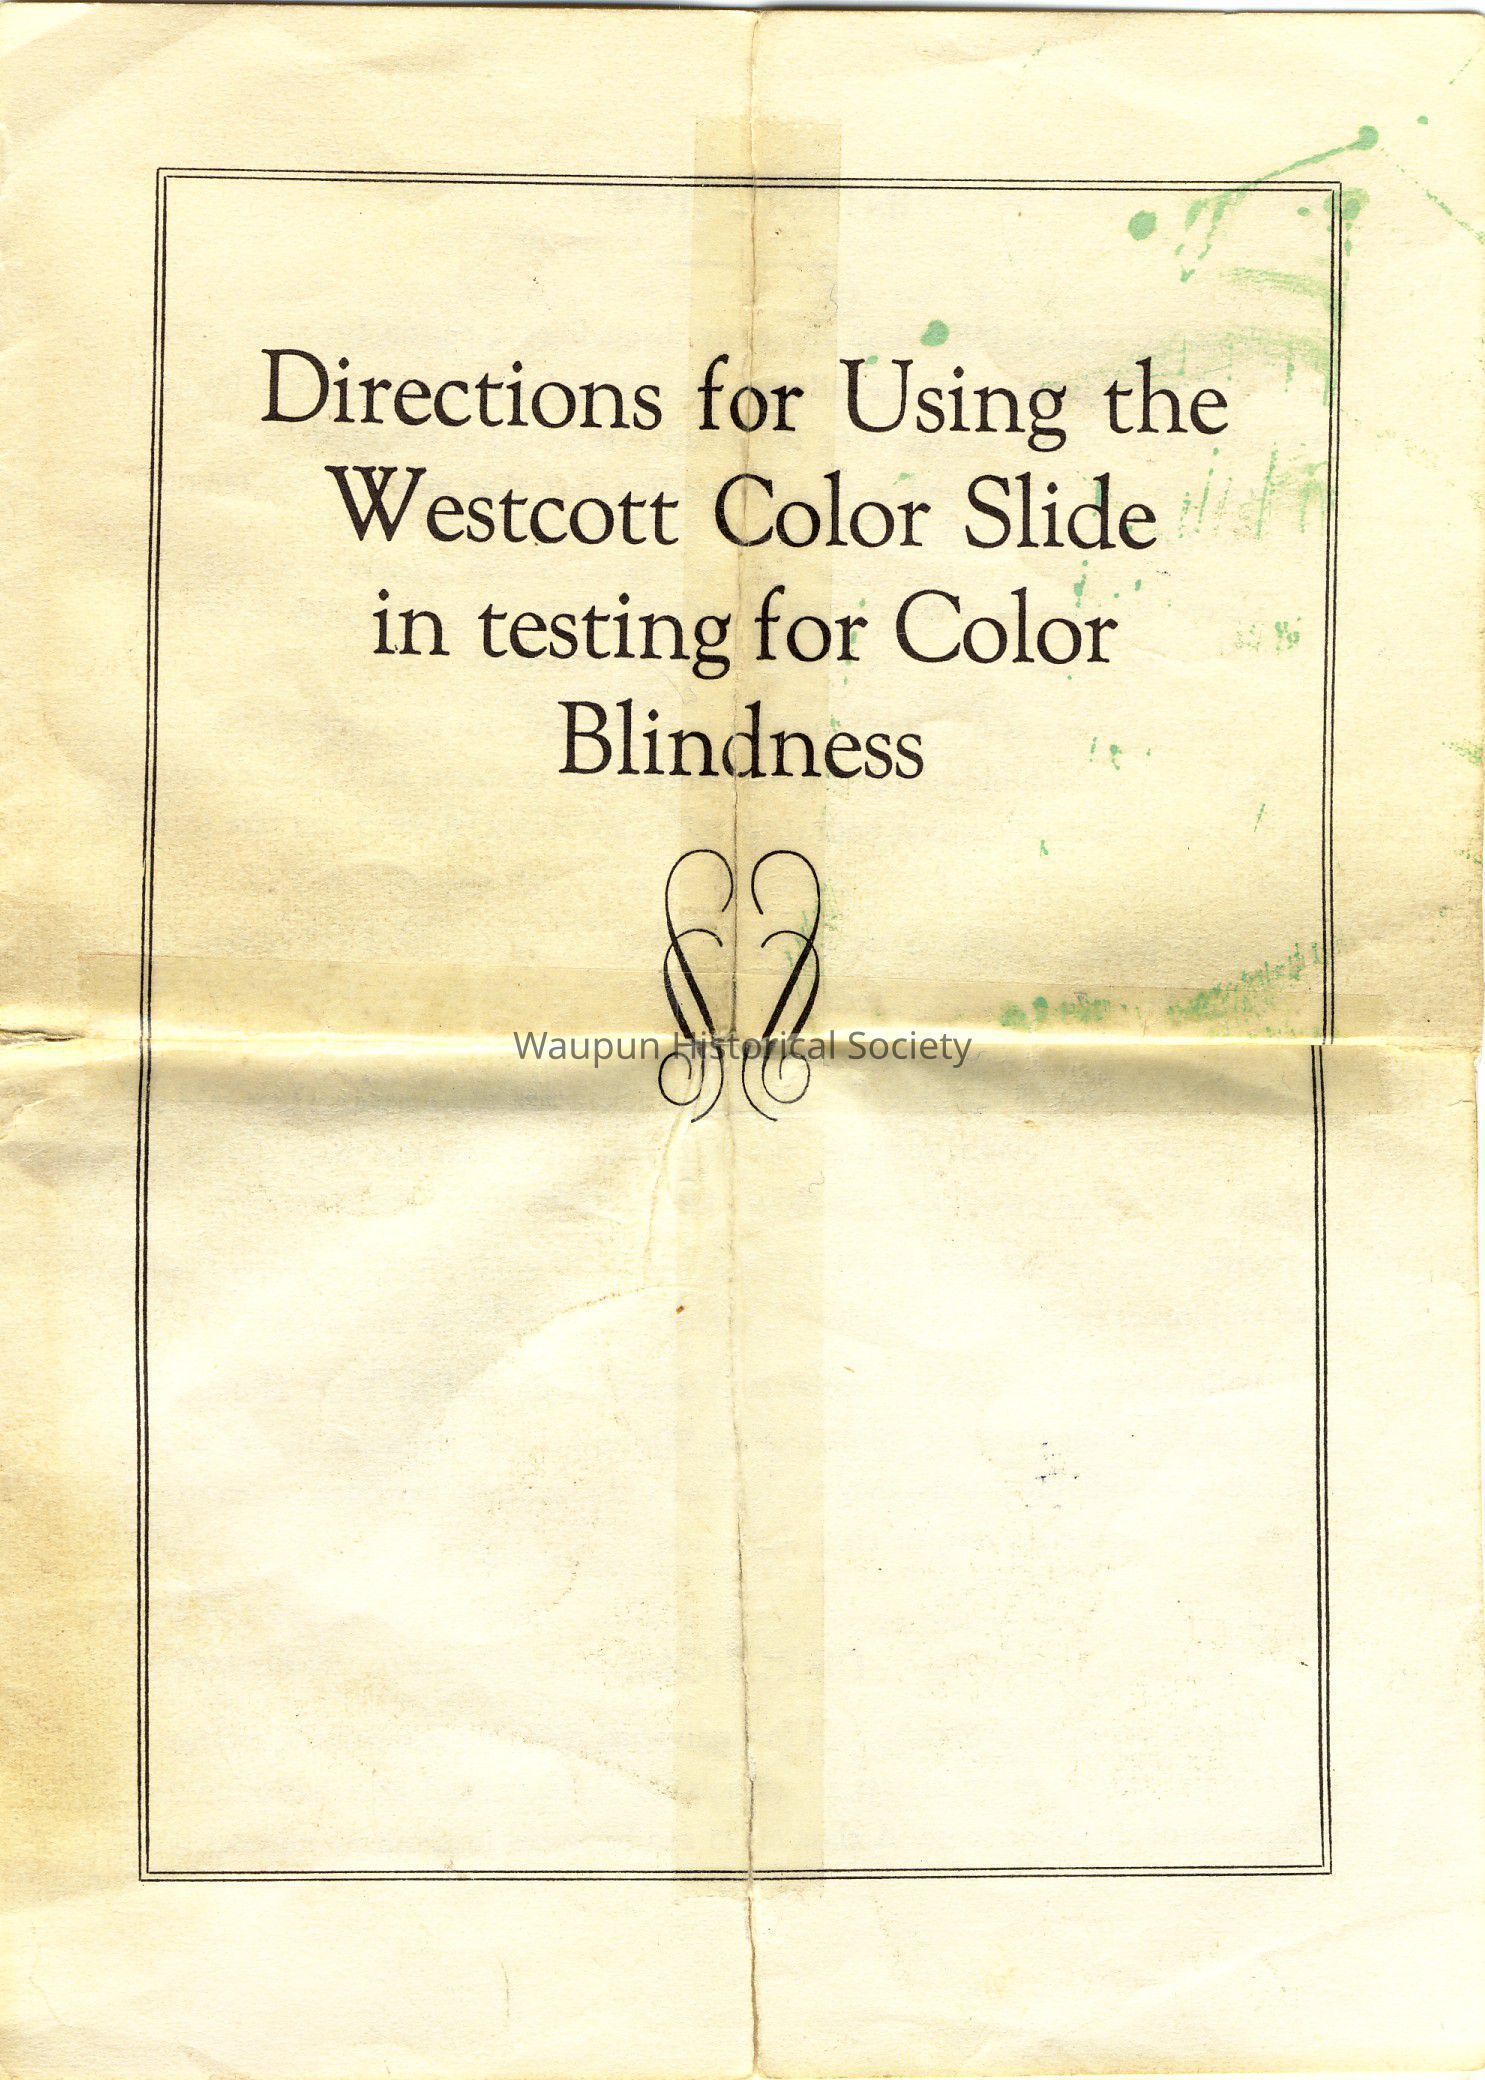 Directions for Using the
Westcott Color Slide
in testing for Color
Blindness
Waupun Historical Society